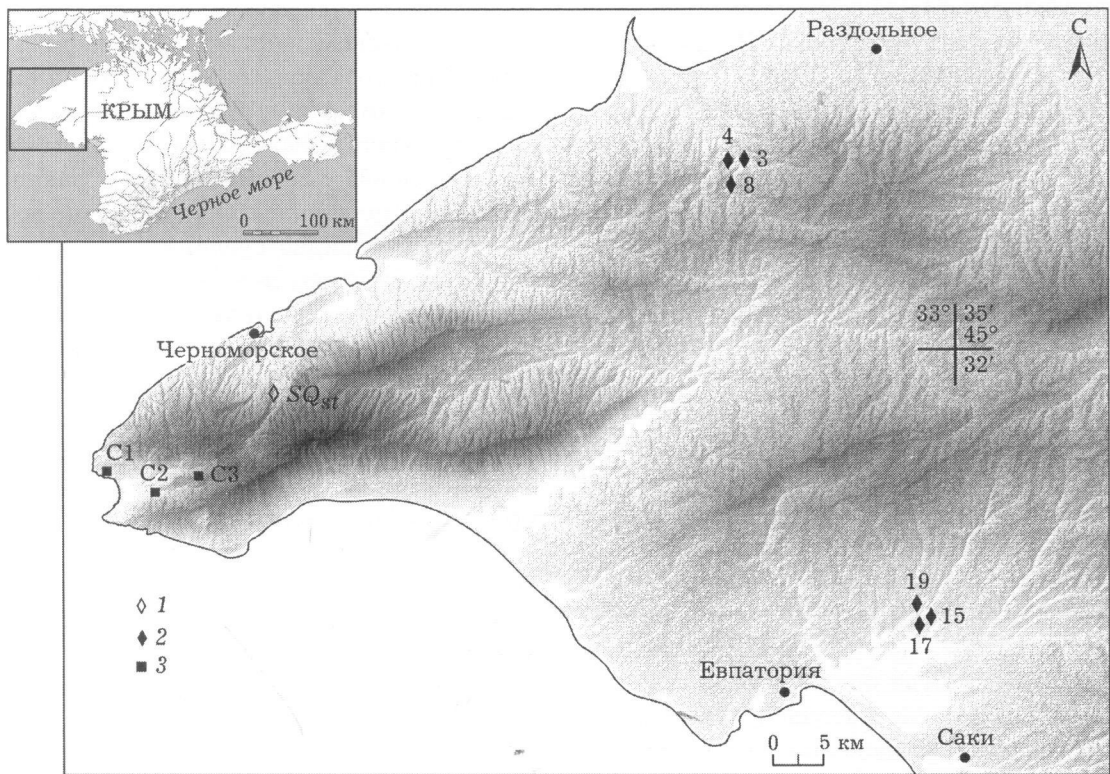 КРЫМ
Черное море
0 100 км
Раздольное
С
4
3
8
33° 35′
45°
32′
Черноморское
SQst
C1
C2
C3
1
2
3
19
15
17
Евпатория
0 5 км
Саки